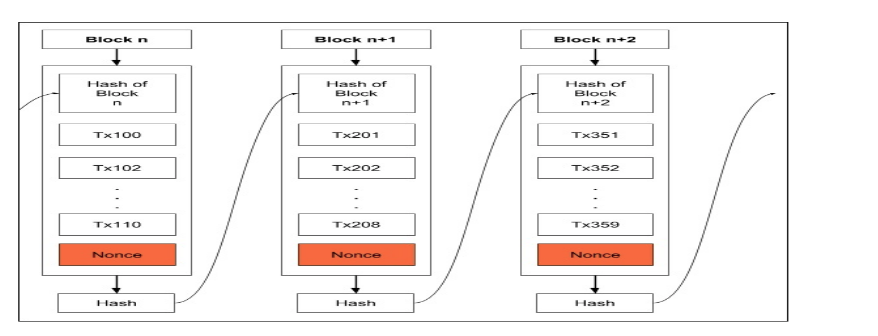 Block n
Hash of
Block
n
Tx100
Tx102
Tx110
Nonce
Hash
Block n+1
Hash of
Block
n+1
Tx201
Tx202
Tx208
Nonce
Hash
Block n+2
Hash of
Block
n+2
Tx351
Tx352
Tx359
Nonce
Hash